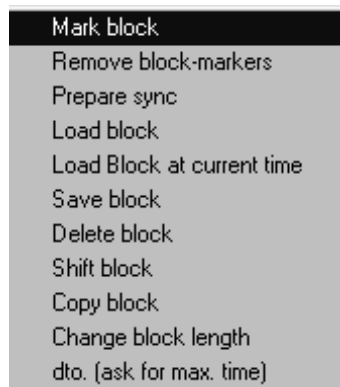 Mark block
Remove block-markers
Prepare sync
Load block
Load Block at current time
Save block
Delete block
Shift block
Copy block
Change block length
dto. (ask for max. time)